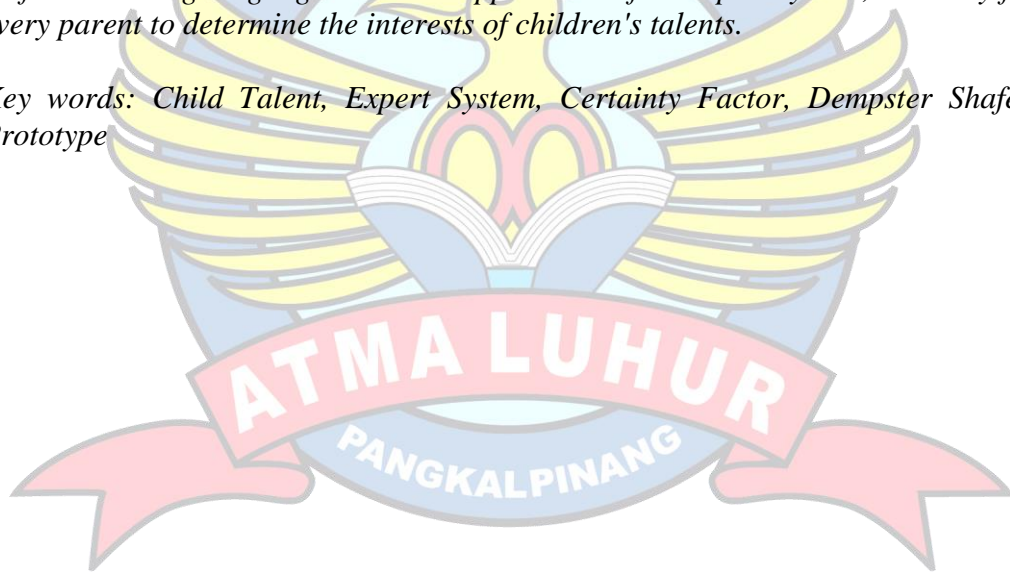 very parent to determine the interests of children's talents.
ey words: Child Talent, Expert System, Certainty Factor, Dempster Shafe
rototype
ATMA LUHUR
PANGKALPINANG